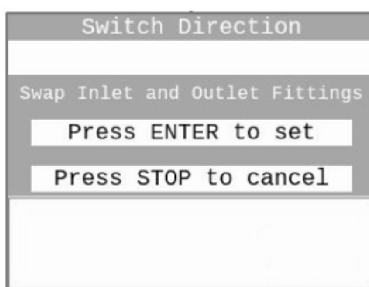 Switch Direction
Swap Inlet and Outlet Fittings
Press ENTER to set
Press STOP to cancel